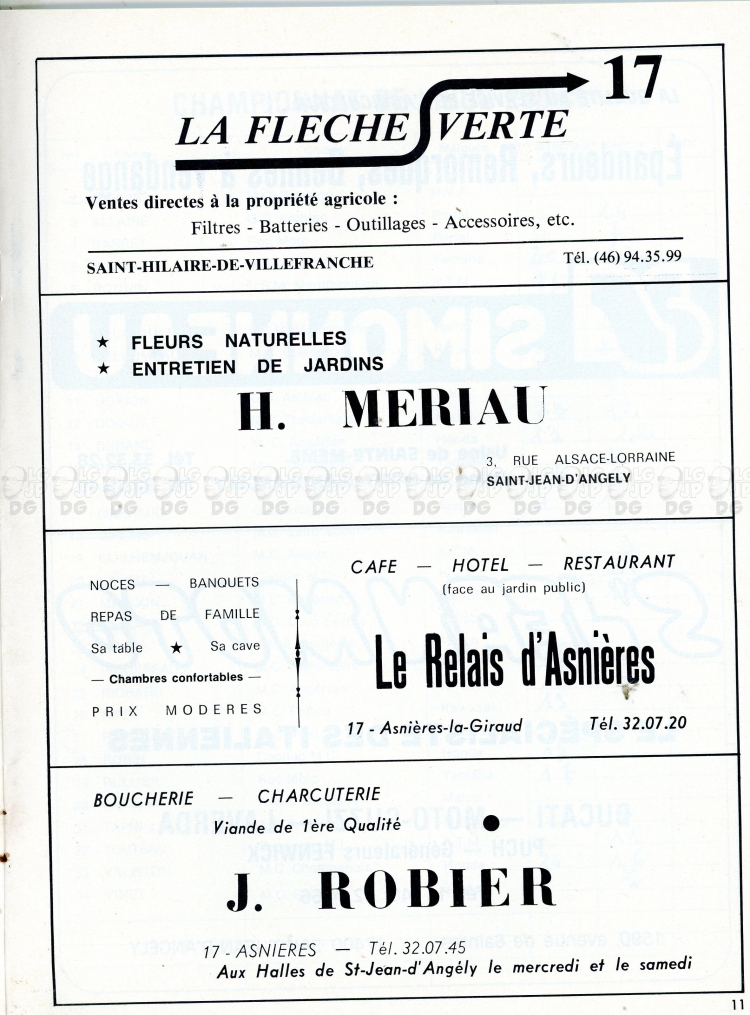 17
LA FLECHE VERTE
Ventes directes à la propriété agricole :
Filtres - Batteries - Outillages - Accessoires, etc.
SAINT-HILAIRE-DE-VILLEFRANCHE Tél. (46) 94.35.99
★ FLEURS NATURELLES
★ ENTRETIEN DE JARDINS
H. MERIAU
3, RUE ALSACE-LORRAINE
SAINT-JEAN-D'ANGELY
CAFE — HOTEL — RESTAURANT
(face au jardin public)
NOCES — BANQUETS
REPAS DE FAMILLE
Sa table ★ Sa cave
— Chambres confortables —
PRIX MODERES
Le Relais d'Asnières
17 - Asnières-la-Giraud Tél. 32.07.20
BOUCHERIE — CHARCUTERIE
Viande de 1ère Qualité
J. ROBIER
17 - ASNIERES — Tél. 32.07.45
Aux Halles de St-Jean-d'Angély le mercredi et le samedi
11